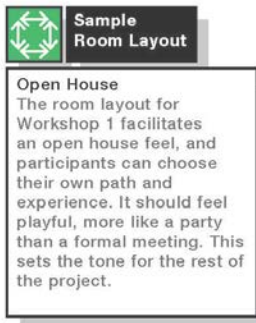 Sample
Room Layout
Open House
The room layout for
Workshop 1 facilitates
an open house feel, and
participants can choose
their own path and
experience. It should feel
playful, more like a party
than a formal meeting. This
sets the tone for the rest of
the project.